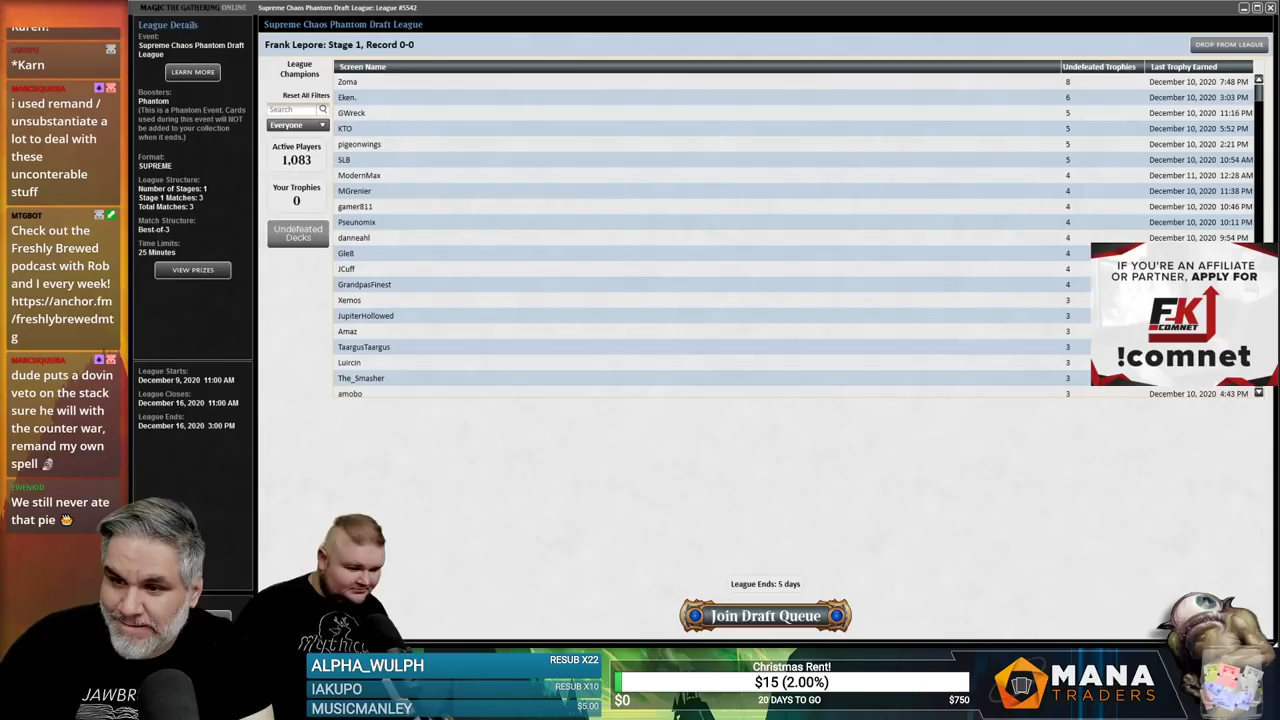 MAGIC THE GATHERING ONLINE
Supreme Chaos Phantom Draft League: League #5542
Karen!
IAKUPO
*Karn
MARCSIQUEIRA
i used remand /
unsubstantiate a
lot to deal with
these
unconterable
stuff
MTGBOT
Check out the
Freshly Brewed
podcast with Rob
and I every week!
https://anchor.fm
/freshlybrewedmt
g
MARCSIQUEIRA
dude puts a dovin
veto on the stack
sure he will with
the counter war,
remand my own
spell
EWENKID
We still never ate
that pie
League Details
Event:
Supreme Chaos Phantom Draft
League
LEARN MORE
Boosters:
Phantom
(This is a Phantom Event. Cards
used during this event will NOT
be added to your collection
when it ends.)
Format:
SUPREME
League Structure:
Number of Stages: 1
Stage 1 Matches: 3
Total Matches: 3
Match Structure:
Best-of-3
Time Limits:
25 Minutes
VIEW PRIZES
League Starts:
December 9, 2020 11:00 AM
League Closes:
December 16, 2020 11:00 AM
League Ends:
December 16, 2020 3:00 PM
Supreme Chaos Phantom Draft League
Frank Lepore: Stage 1, Record 0-0
DROP FROM LEAGUE
League
Champions
Reset All Filters
Search
Everyone
Active Players
1,083
Your Trophies
0
Undefeated
Decks
Screen Name Undefeated Trophies Last Trophy Earned
Zoma 8 December 10, 2020 7:48 PM
Eken. 6 December 10, 2020 3:03 PM
GWreck 5 December 10, 2020 11:16 PM
KTO 5 December 10, 2020 5:52 PM
pigeonwings 5 December 10, 2020 2:21 PM
SLB 5 December 10, 2020 10:54 AM
ModernMax 4 December 11, 2020 12:28 AM
MGrenier 4 December 10, 2020 11:38 PM
gamer811 4 December 10, 2020 10:46 PM
Pseunomix 4 December 10, 2020 10:11 PM
danneahl 4 December 10, 2020 9:54 PM
Gle8 4
JCuff 4
GrandpasFinest 4
Xemos 3
JupiterHollowed 3
Amaz 3
TaargusTaargus 3
Luircin 3
The_Smasher 3
amobo 3 December 10, 2020 4:43 PM
IF YOU'RE AN AFFILIATE
OR PARTNER, APPLY FOR
F2K
.COMNET
!comnet
League Ends: 5 days
Join Draft Queue
JAWBR
Mythic
ALPHA_WULPH RESUB X22
IAKUPO RESUB X10
MUSICMANLEY $5.00
Christmas Rent!
$15 (2.00%)
$0 20 DAYS TO GO $750
MANA
TRADERS